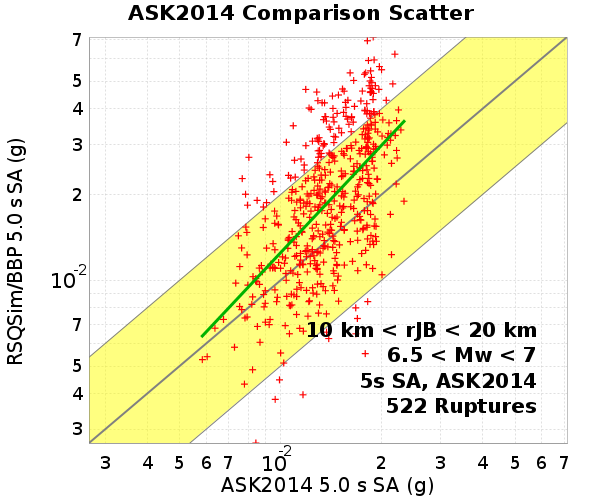 ASK2014 Comparison Scatter
RSQSim/BBP 5.0 s SA (g)
7
5
4
3
2
10-2
7
5
4
3
10 km < rJB < 20 km
6.5 < Mw < 7
5s SA, ASK2014
522 Ruptures
3 4 5 6 7 10-2 2 3 4 5 6 7
ASK2014 5.0 s SA (g)